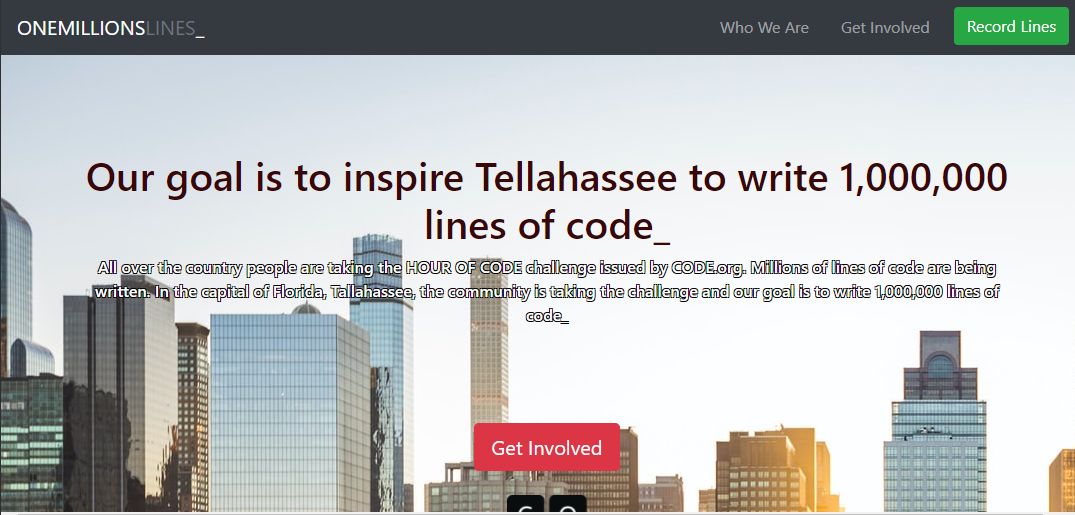 ONEMILLIONSLINES_
Who We Are
Get Involved
Record Lines
Our goal is to inspire Tellahassee to write 1,000,000
lines of code_
All over the country people are taking the HOUR OF CODE challenge issued by CODE.org. Millions of lines of code are being
written. In the capital of Florida, Tallahassee, the community is taking the challenge and our goal is to write 1,000,000 lines of
code_
Get Involved